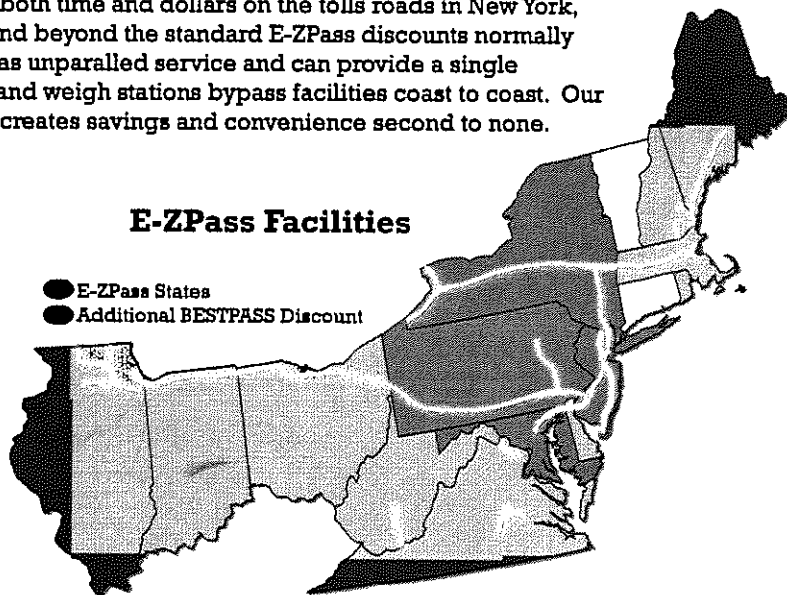 both time and dollars on the tolls roads in New York,
nd beyond the standard E-ZPass discounts normally
as unparalled service and can provide a single
and weigh stations bypass facilities coast to coast. Our
creates savings and convenience second to none.
E-ZPass Facilities
E-ZPass States
Additional BESTPASS Discount